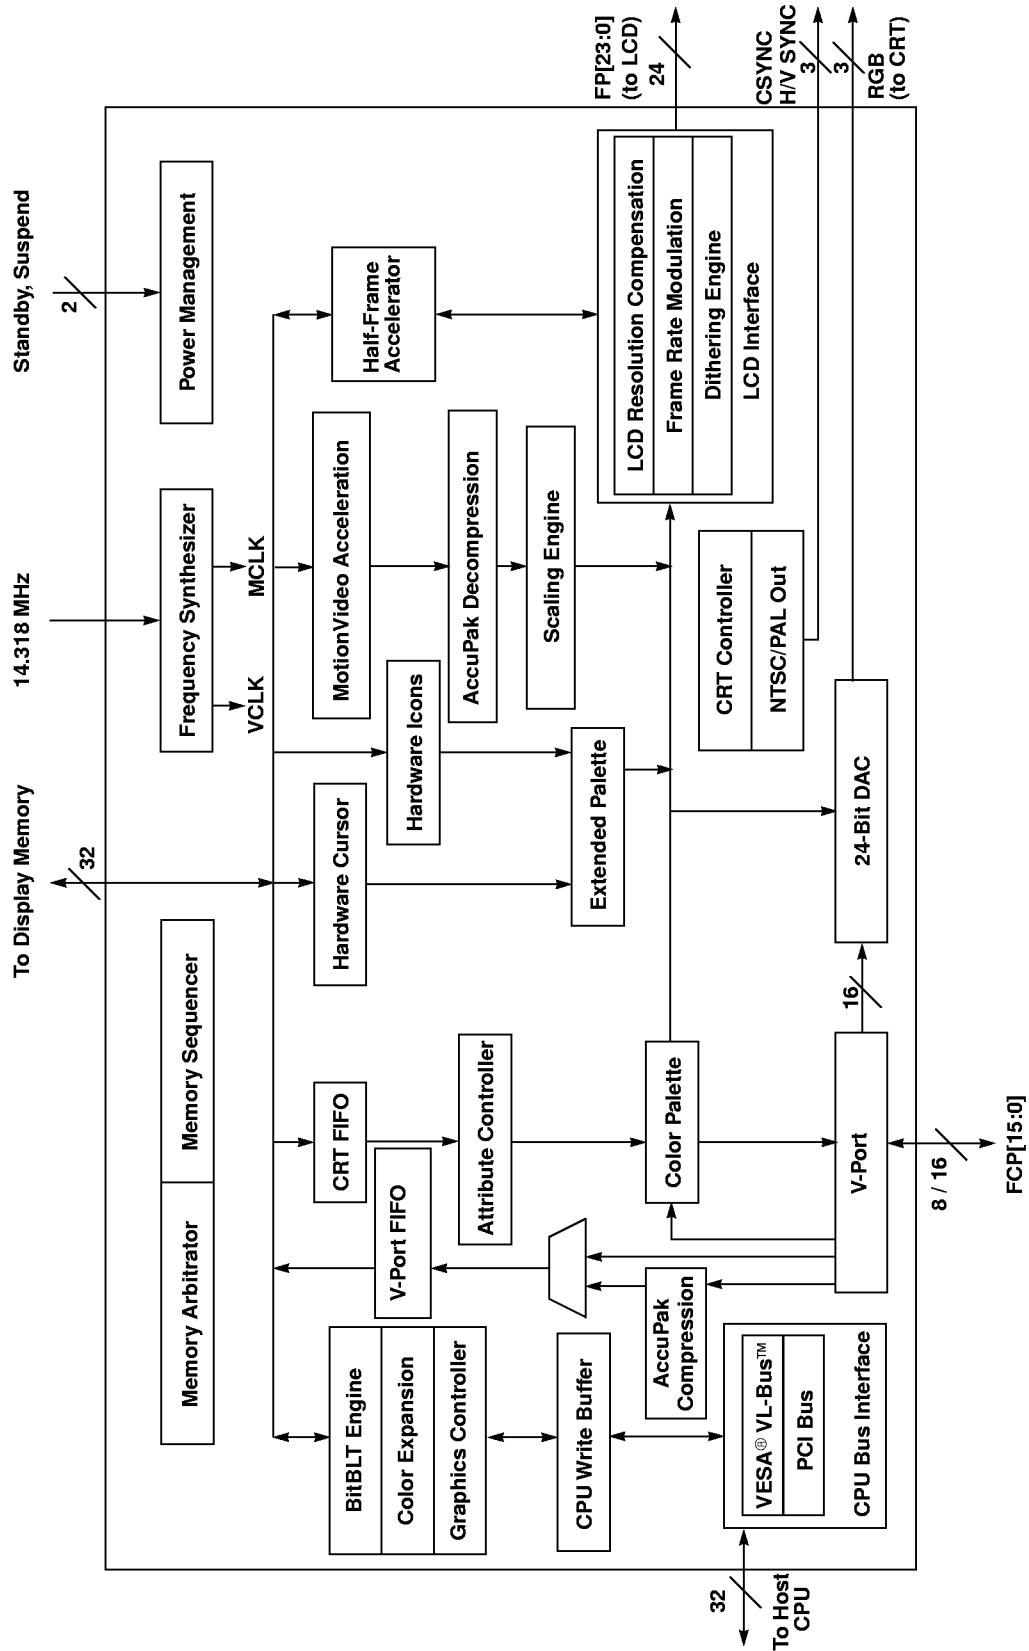 Standby, Suspend
2
14.318 MHz
To Display Memory
32
Power Management
Frequency Synthesizer
MCLK
VCLK
Memory Sequencer
Memory Arbitrator
Half-Frame
Accelerator
MotionVideo Acceleration
AccuPak Decompression
Scaling Engine
Hardware Icons
Hardware Cursor
Extended Palette
CRT FIFO
V-Port FIFO
Attribute Controller
Color Palette
BitBLT Engine
Color Expansion
Graphics Controller
CPU Write Buffer
AccuPak
Compression
VESA® VL-Bus™
PCI Bus
CPU Bus Interface
32
To Host
CPU
V-Port
16
8 / 16
FCP[15:0]
24-Bit DAC
CRT Controller
NTSC/PAL Out
LCD Resolution Compensation
Frame Rate Modulation
Dithering Engine
LCD Interface
FP[23:0]
(to LCD)
24
CSYNC
H/V SYNC
3
3
RGB
(to CRT)